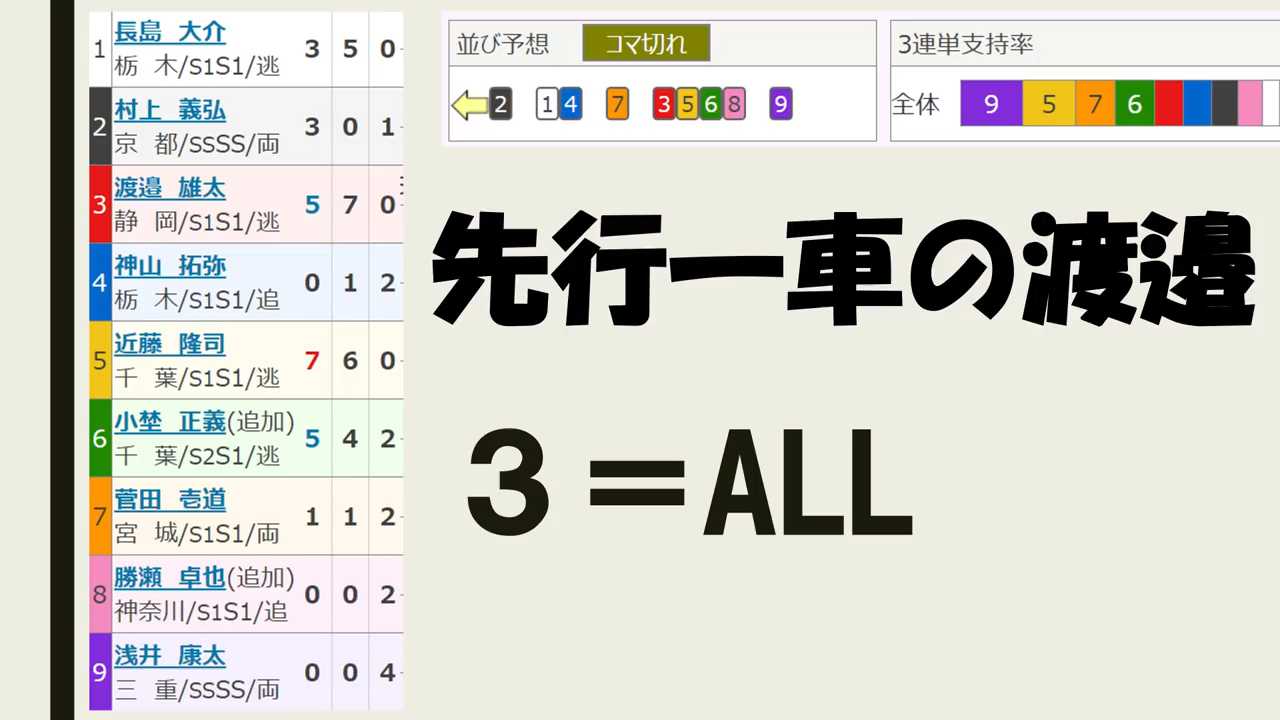 1 長島 大介 3 5 0
栃 木/S1S1/逃
2 村上 義弘 3 0 1
京 都/SSSS/両
3 渡邉 雄太 5 7 0
静 岡/S1S1/逃
4 神山 拓弥 0 1 2
栃 木/S1S1/追
5 近藤 隆司 7 6 0
千 葉/S1S1/逃
6 小埜 正義(追加) 5 4 2
千 葉/S2S1/逃
7 菅田 壱道 1 1 2
宮 城/S1S1/両
8 勝瀬 卓也(追加) 0 0 2
神奈川/S1S1/追
9 浅井 康太 0 0 4
三 重/SSSS/両
並び予想 コマ切れ
2 1 4 7 3 5 6 8 9
3連単支持率
全体 9 5 7 6
先行一車の渡邉
3=ALL